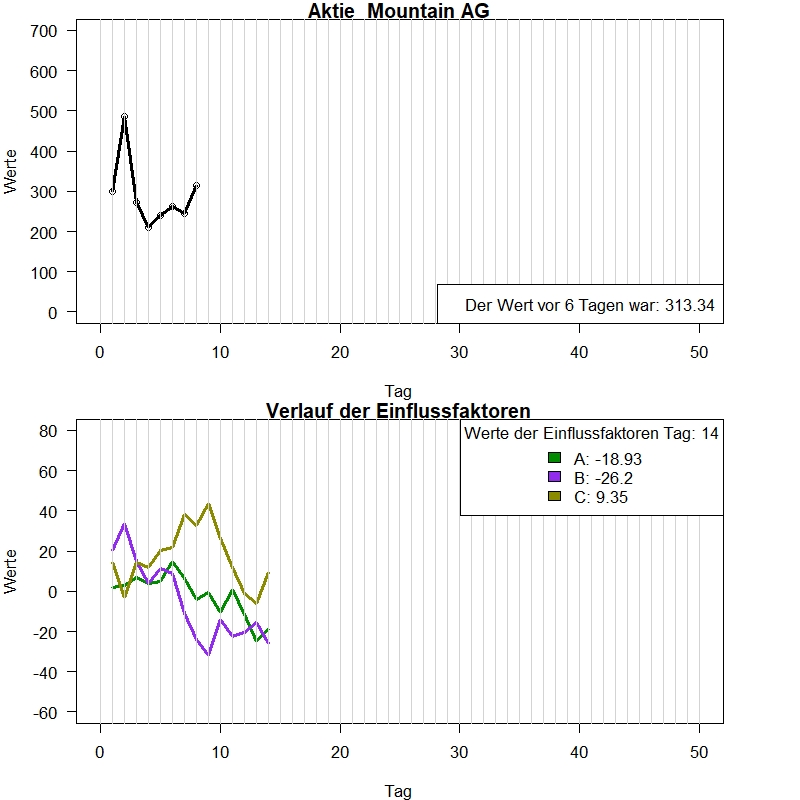 Aktie  Mountain AG
700
600
500
400
300
200
100
0
Werte
Der Wert vor 6 Tagen war: 313.34
0 10 20 30 40 50
Tag
Verlauf der Einflussfaktoren
80
60
40
20
0
-20
-40
-60
Werte
Werte der Einflussfaktoren Tag: 14
A: -18.93
B: -26.2
C: 9.35
0 10 20 30 40 50
Tag